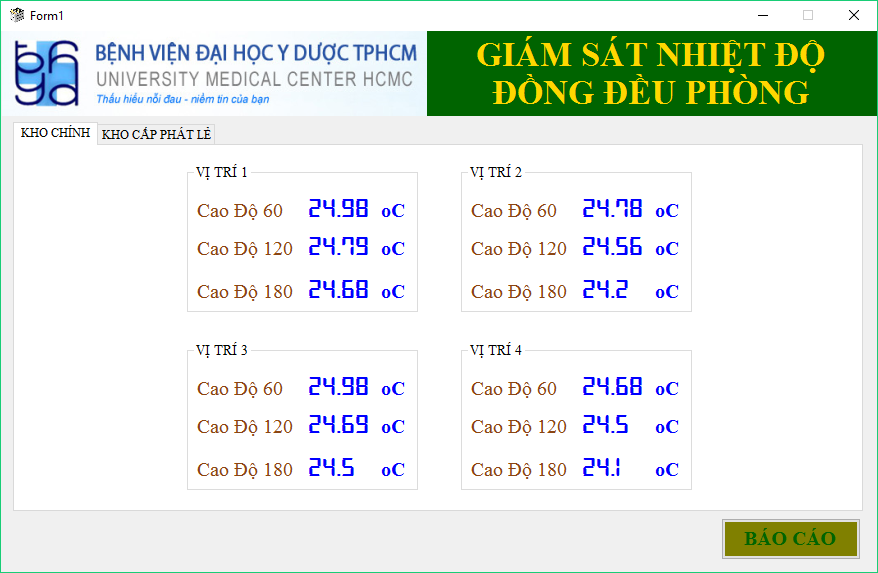 Form1
BỆNH VIỆN ĐẠI HỌC Y DƯỢC TPHCM
UNIVERSITY MEDICAL CENTER HCMC
Thấu hiểu nỗi đau - niềm tin của bạn
GIÁM SÁT NHIỆT ĐỘ
ĐỒNG ĐỀU PHÒNG
KHO CHÍNH KHO CẤP PHÁT LẺ
VỊ TRÍ 1
Cao Độ 60 24.98 oC
Cao Độ 120 24.79 oC
Cao Độ 180 24.68 oC
VỊ TRÍ 2
Cao Độ 60 24.78 oC
Cao Độ 120 24.56 oC
Cao Độ 180 24.2 oC
VỊ TRÍ 3
Cao Độ 60 24.98 oC
Cao Độ 120 24.69 oC
Cao Độ 180 24.5 oC
VỊ TRÍ 4
Cao Độ 60 24.68 oC
Cao Độ 120 24.5 oC
Cao Độ 180 24.1 oC
BÁO CÁO